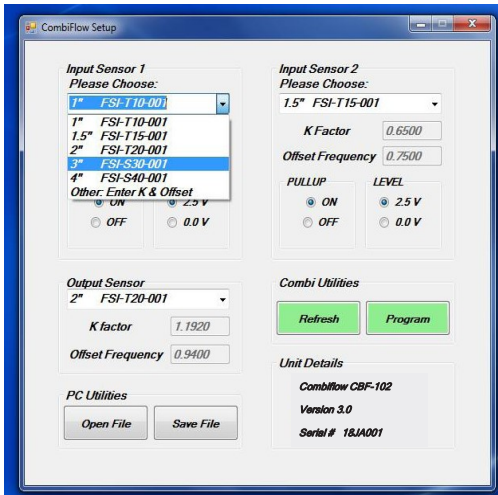 CombiFlow Setup
Input Sensor 1
Please Choose:
1" FSI-T10-001
1" FSI-T10-001
1.5" FSI-T15-001
2" FSI-T20-001
3" FSI-S30-001
4" FSI-S40-001
Other: Enter K & Offset
ON 2.5 V
OFF 0.0 V
Input Sensor 2
Please Choose:
1.5" FSI-T15-001
K Factor 0.6500
Offset Frequency 0.7500
PULLUP LEVEL
ON 2.5 V
OFF 0.0 V
Output Sensor
2" FSI-T20-001
K factor 1.1920
Offset Frequency 0.9400
Combi Utilities
Refresh Program
PC Utilities
Open File Save File
Unit Details
Combiflow CBF-102
Version 3.0
Serial # 18JA001